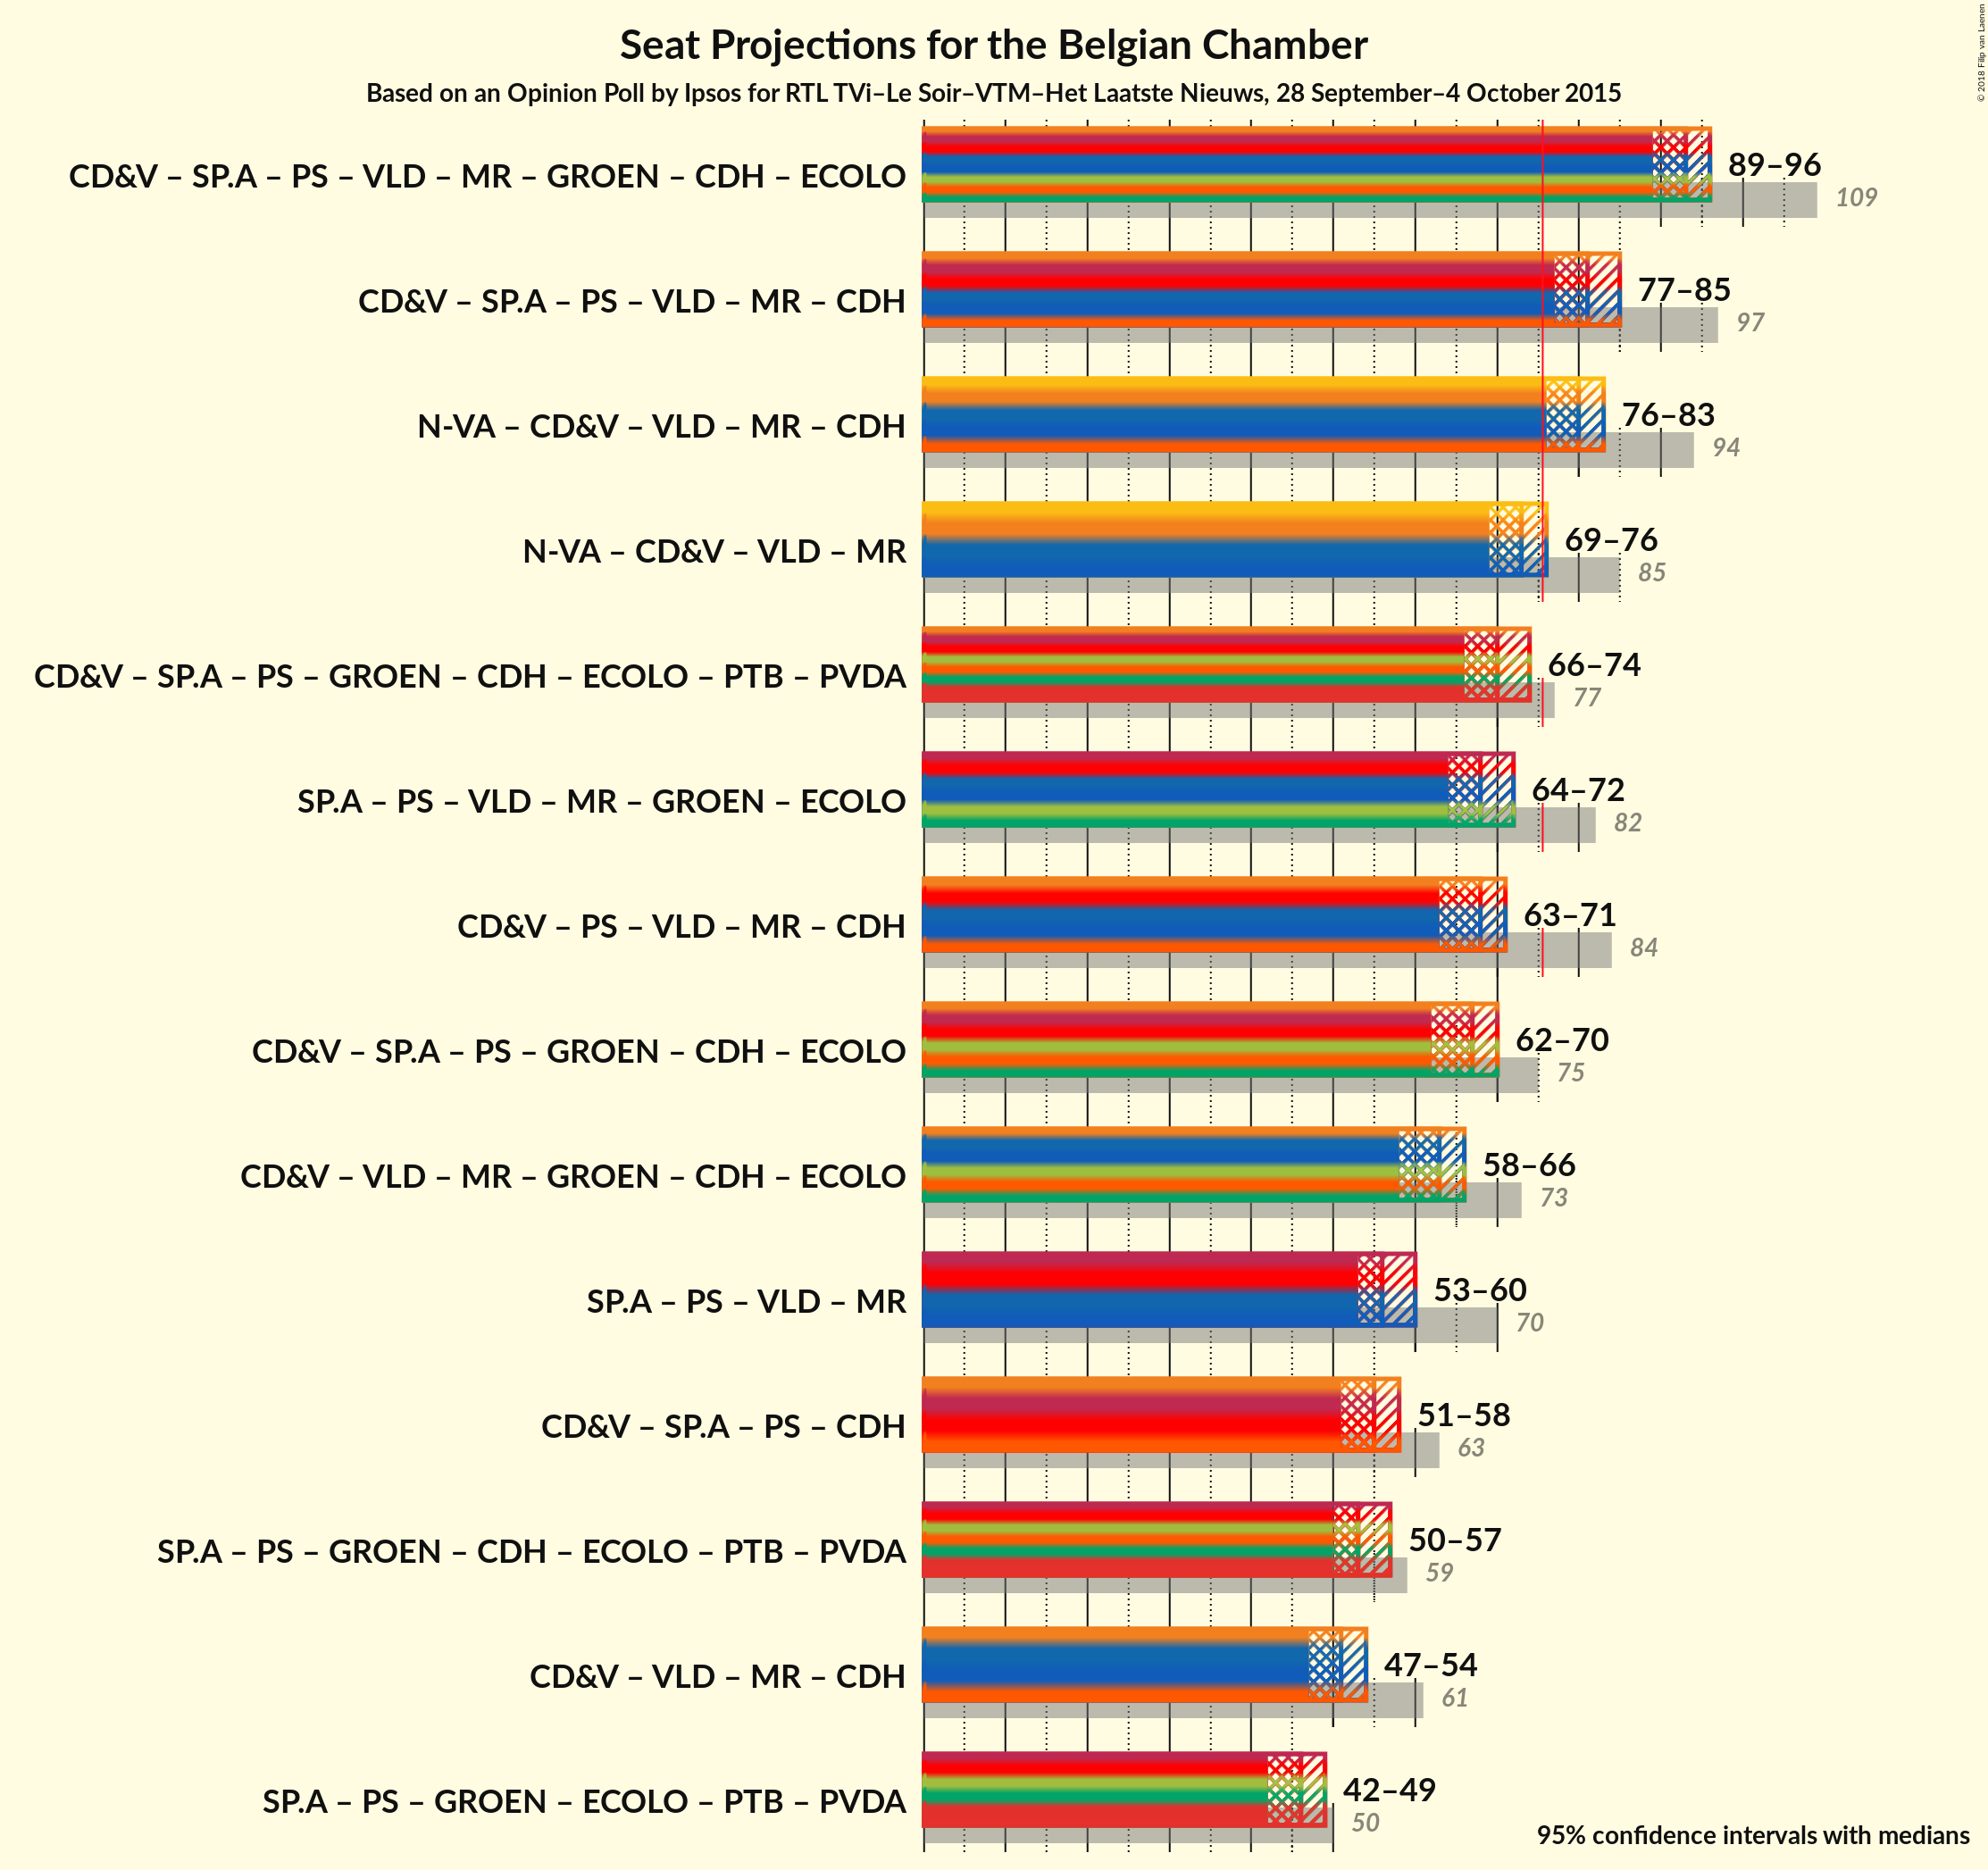 Seat Projections for the Belgian Chamber
Based on an Opinion Poll by Ipsos for RTL TVi–Le Soir–VTM–Het Laatste Nieuws, 28 September–4 October 2015
© 2018 Filip van Laenen
CD&V – SP.A – PS – VLD – MR – GROEN – CDH – ECOLO
89–96
109
CD&V – SP.A – PS – VLD – MR – CDH
77–85
97
N-VA – CD&V – VLD – MR – CDH
76–83
94
N-VA – CD&V – VLD – MR
69–76
85
CD&V – SP.A – PS – GROEN – CDH – ECOLO – PTB – PVDA
66–74
77
SP.A – PS – VLD – MR – GROEN – ECOLO
64–72
82
CD&V – PS – VLD – MR – CDH
63–71
84
CD&V – SP.A – PS – GROEN – CDH – ECOLO
62–70
75
CD&V – VLD – MR – GROEN – CDH – ECOLO
58–66
73
SP.A – PS – VLD – MR
53–60
70
CD&V – SP.A – PS – CDH
51–58
63
SP.A – PS – GROEN – CDH – ECOLO – PTB – PVDA
50–57
59
CD&V – VLD – MR – CDH
47–54
61
SP.A – PS – GROEN – ECOLO – PTB – PVDA
42–49
50
95% confidence intervals with medians